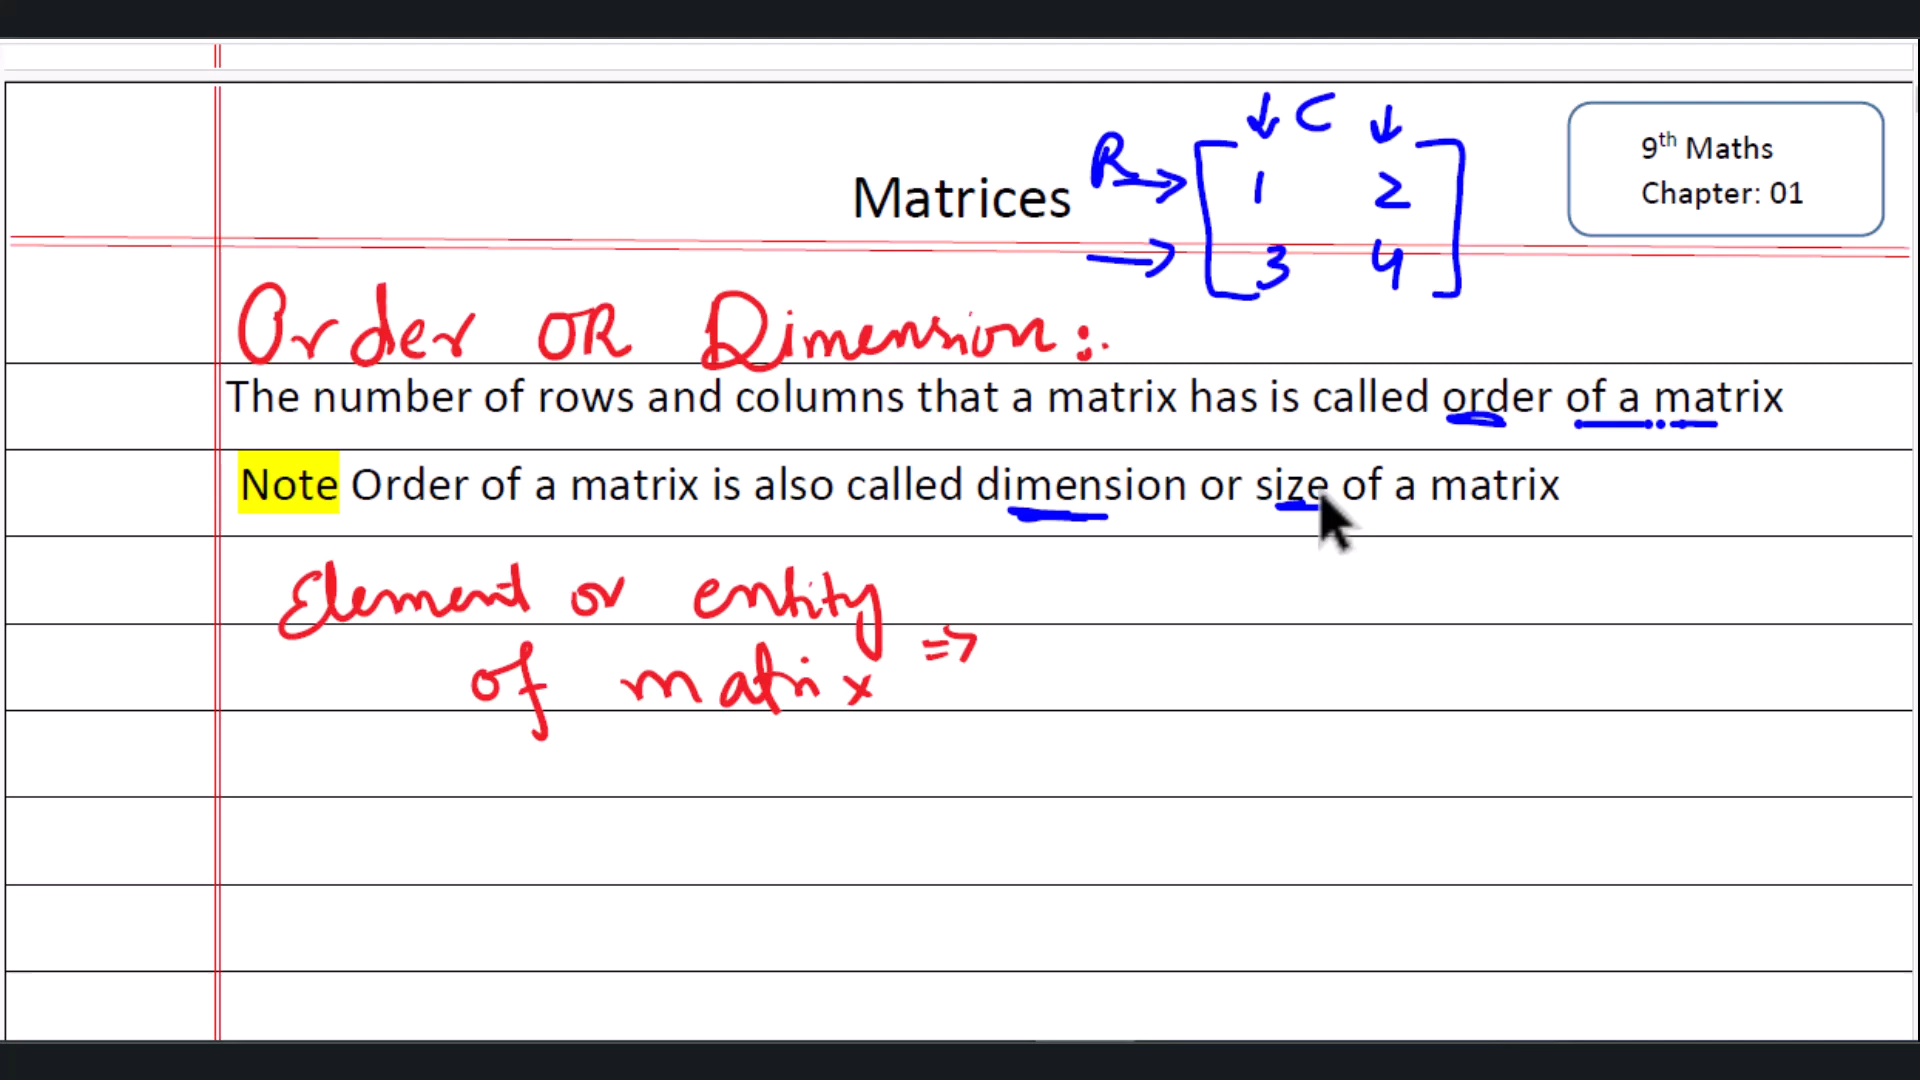 ↓ C ↓
9th Maths
Chapter: 01
Matrices R → [ 1 2
→ 3 4 ]
Order OR Dimension:.
The number of rows and columns that a matrix has is called order of a matrix
Note Order of a matrix is also called dimension or size of a matrix
Element or entity
of matrix ⇒